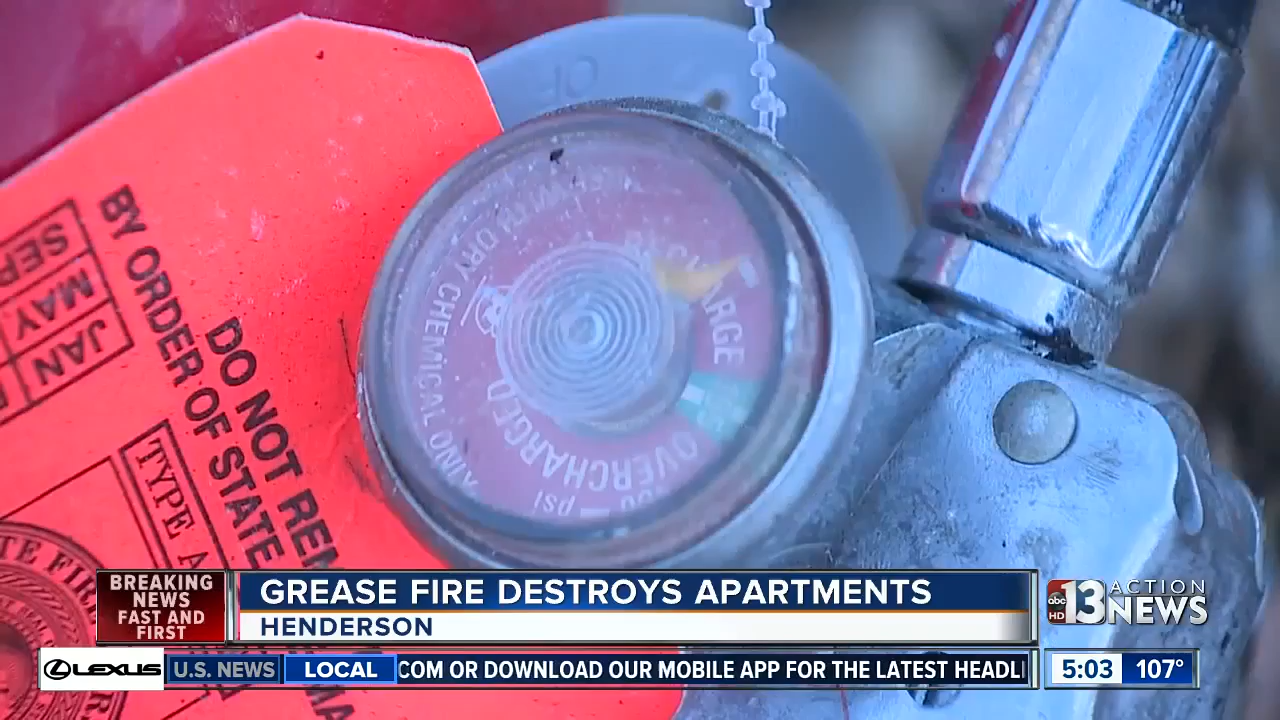 SEP
MAY
JAN
BY ORDER OF STATE
DO NOT REM
TYPE A
DRY CHEMICAL ONLY
RECHARGE
OVERCHARGED
psi
BREAKING
NEWS
FAST AND
FIRST
GREASE FIRE DESTROYS APARTMENTS
HENDERSON
abc
HD
13
ACTION
NEWS
LEXUS
U.S. NEWS
LOCAL
COM OR DOWNLOAD OUR MOBILE APP FOR THE LATEST HEADLI
5:03
107°